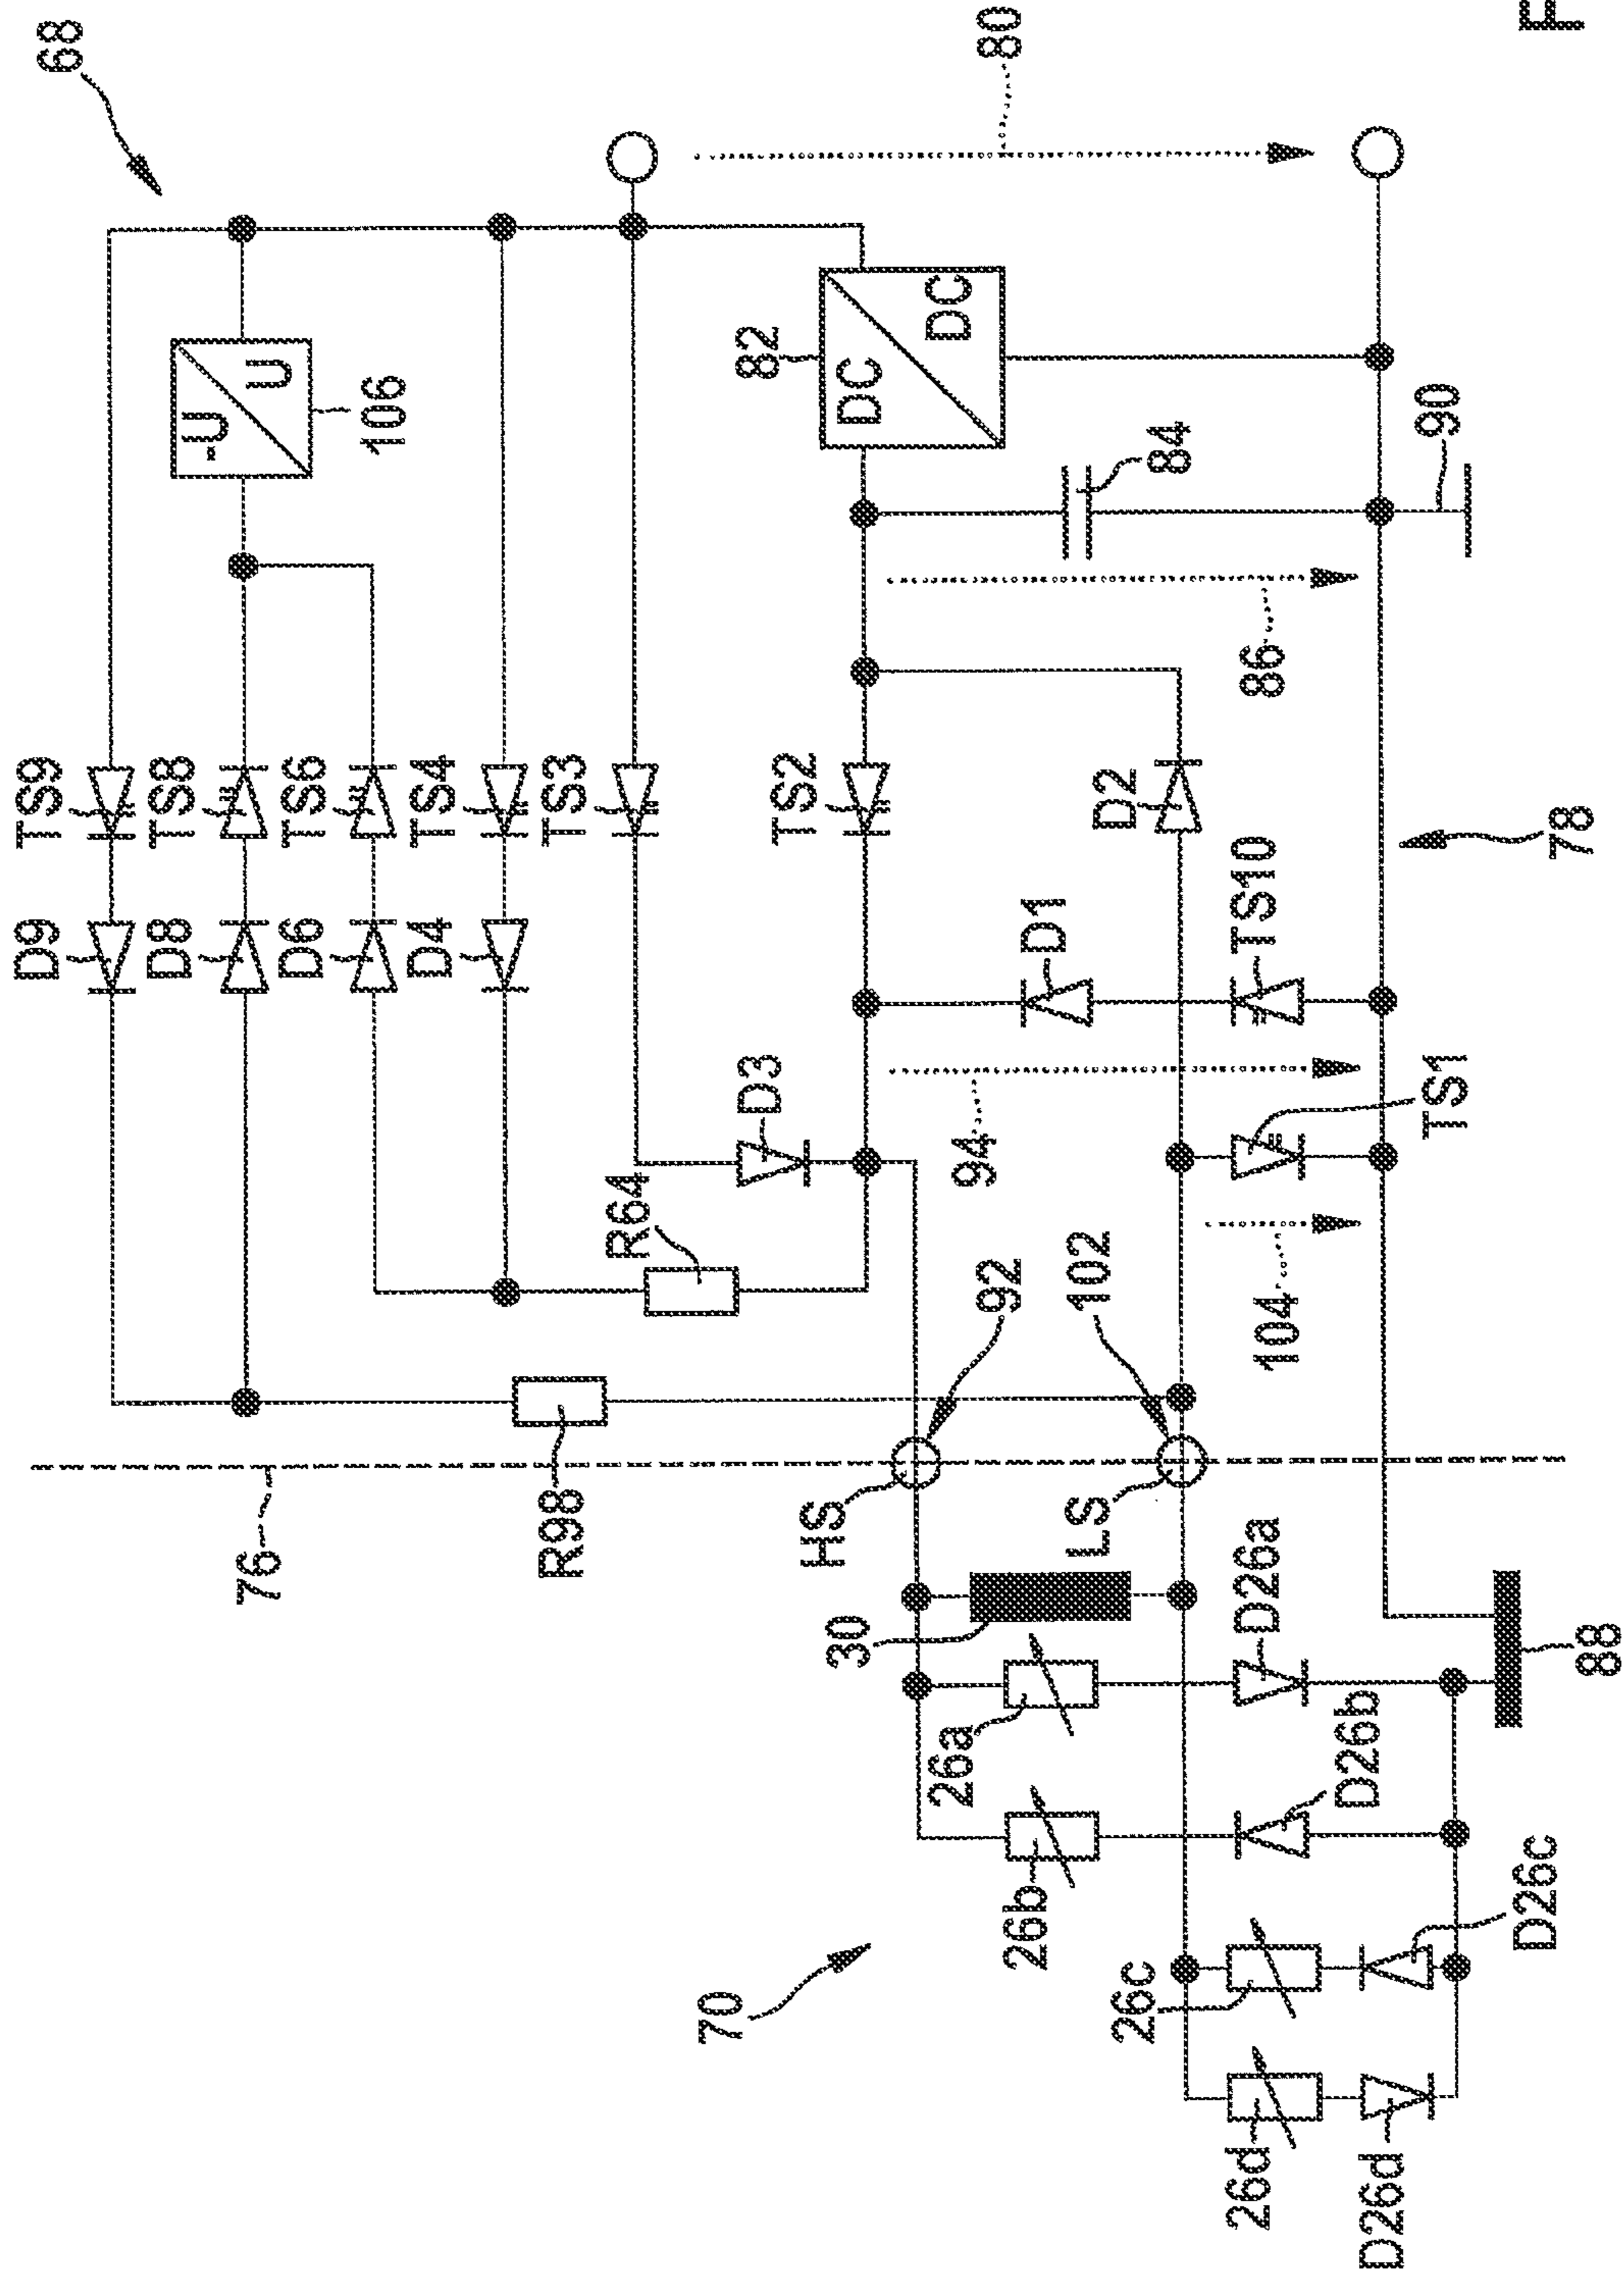 68
80
F
-U
U
106
82
DC
DC
84
90
86
TS9
TS8
TS6
TS4
TS3
TS2
D2
78
D9
D8
D6
D4
D3
D1
TS10
94
TS1
R64
92
102
104
76
R98
HS
LS
30
D26a
88
26a
D26b
26b
D26c
70
26c
26d
D26d